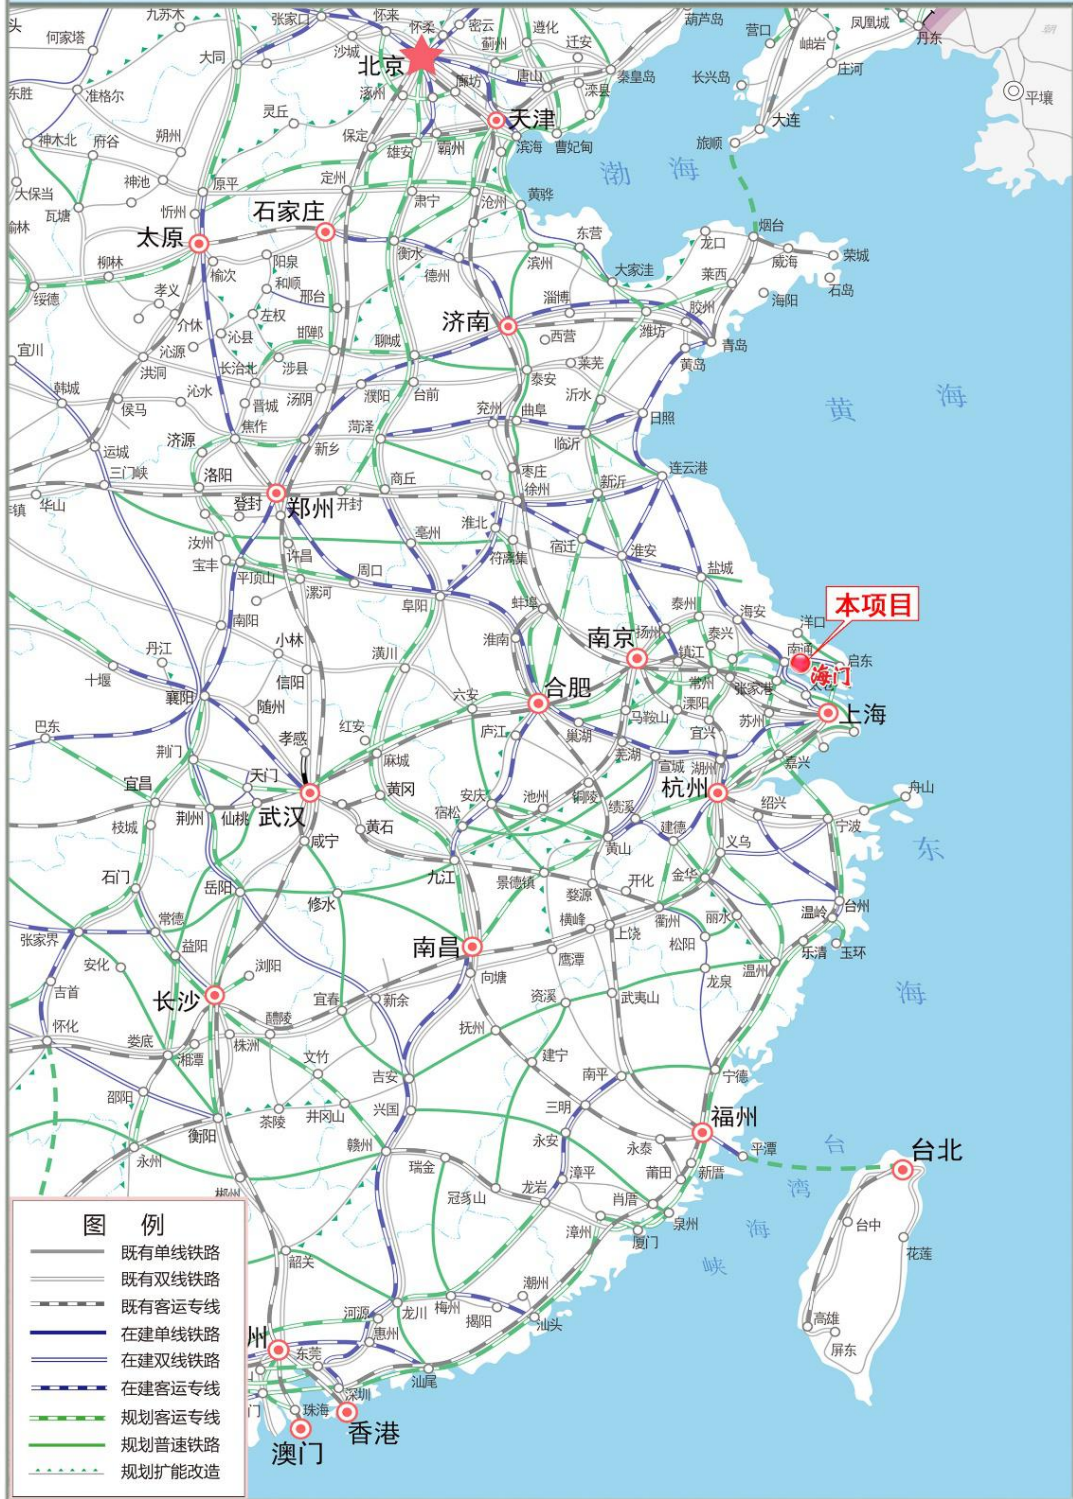 九苏木
张家口
怀来
怀柔
密云
遵化
葫芦岛
营口
凤凰城
头
何家塔
大同
沙城
北京
蓟州
迁安
岫岩
丹东
朝
东胜
准格尔
涿州
廊坊
唐山
滦县
秦皇岛
长兴岛
庄河
平壤
灵丘
天津
大连
神木北
府谷
朔州
保定
雄安
霸州
滨海
曹妃甸
旅顺
渤
海
大保当
神池
原平
定州
肃宁
沧州
黄骅
瓦塘
忻州
石家庄
榆林
太原
衡水
东营
龙口
烟台
威海
荣城
柳林
榆次
阳泉
德州
滨州
大家洼
莱西
石岛
绥德
孝义
和顺
邢台
淄博
胶州
海阳
介休
左权
济南
沁县
邯郸
聊城
西营
潍坊
青岛
宜川
沁源
洪洞
长治北
涉县
莱芜
黄岛
韩城
沁水
晋城
汤阴
濮阳
台前
泰安
沂水
黄
海
侯马
兖州
曲阜
日照
济源
焦作
菏泽
临沂
运城
新乡
三门峡
洛阳
商丘
枣庄
新沂
连云港
华山
登封
郑州
开封
徐州
汝州
许昌
亳州
淮北
宿迁
淮安
宝丰
平顶山
周口
符离集
盐城
漯河
阜阳
蚌埠
泰州
海安
本项目
南阳
淮南
南京
扬州
泰兴
洋口
小林
丹江
潢川
镇江
南通
启东
海门
十堰
信阳
合肥
常州
张家港
襄阳
六安
马鞍山
溧阳
随州
苏州
上海
巴东
红安
庐江
巢湖
宜兴
孝感
芜湖
荆门
麻城
宣城
湖州
嘉兴
天门
宜昌
黄冈
安庆
池州
铜陵
杭州
舟山
荆州
仙桃
武汉
宿松
绩溪
绍兴
枝城
黄石
建德
宁波
咸宁
黄山
义乌
东
石门
岳阳
九江
景德镇
婺源
开化
金华
修水
台州
常德
横峰
衢州
丽水
温岭
张家界
南昌
上饶
松阳
益阳
乐清
玉环
安化
浏阳
鹰潭
温州
向塘
龙泉
吉首
长沙
宜春
新余
资溪
武夷山
海
怀化
醴陵
抚州
娄底
株洲
湘潭
文竹
建宁
吉安
南平
宁德
邵阳
兴国
三明
茶陵
井冈山
衡阳
福州
永安
永泰
平潭
台
台北
永州
赣州
瑞金
漳平
莆田
新厝
郴州
冠豸山
龙岩
湾
肖厝
台中
泉州
海
图 例
漳州
厦门
花莲
既有单线铁路
韶关
峡
既有双线铁路
潮州
既有客运专线
河源
龙川
梅州
揭阳
汕头
高雄
在建单线铁路
州
惠州
屏东
在建双线铁路
东莞
在建客运专线
深圳
汕尾
规划客运专线
门
珠海
香港
规划普速铁路
澳门
规划扩能改造